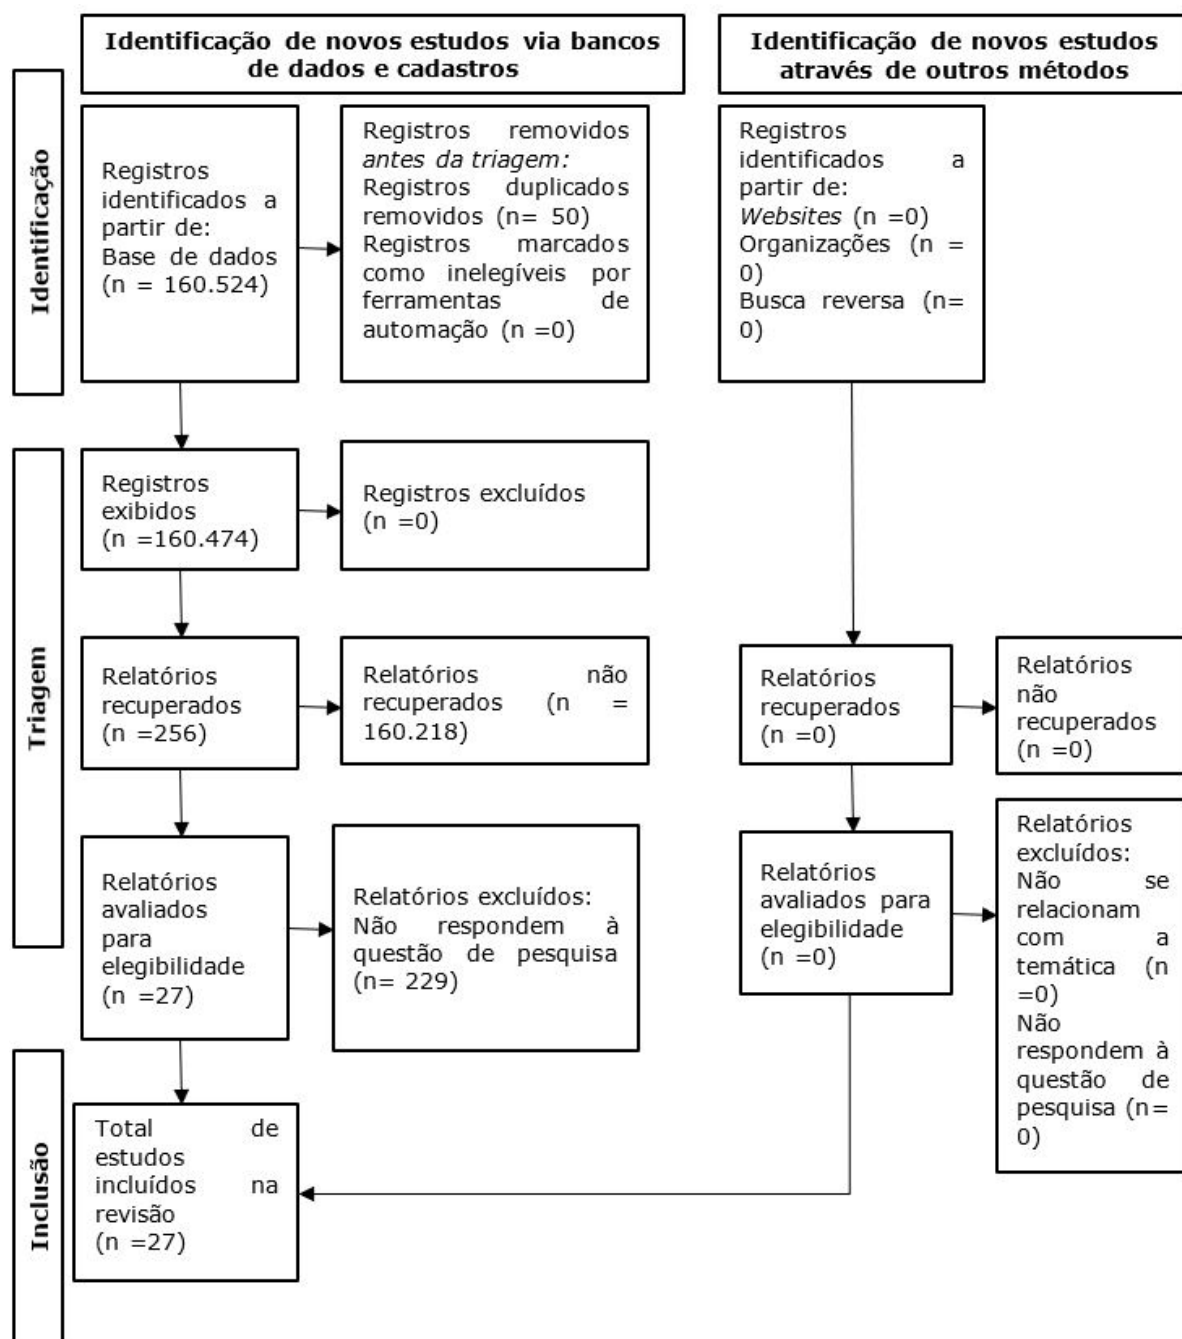 Identificação de novos estudos via bancos
de dados e cadastros
Identificação de novos estudos
através de outros métodos
Identificação
Registros
identificados a
partir de:
Base de dados
(n = 160.524)
Registros removidos
antes da triagem:
Registros duplicados
removidos (n= 50)
Registros marcados
como inelegíveis por
ferramentas de
automação (n =0)
Registros
identificados a
partir de:
Websites (n =0)
Organizações (n =
0)
Busca reversa (n=
0)
Triagem
Registros
exibidos
(n =160.474)
Registros excluídos
(n =0)
Relatórios
recuperados
(n =256)
Relatórios não
recuperados (n =
160.218)
Relatórios
recuperados
(n =0)
Relatórios
não
recuperados
(n =0)
Relatórios
avaliados
para
elegibilidade
(n =27)
Relatórios excluídos:
Não respondem à
questão de pesquisa
(n= 229)
Relatórios
avaliados para
elegibilidade
(n =0)
Relatórios
excluídos:
Não se
relacionam
com a
temática (n
=0)
Não
respondem à
questão de
pesquisa (n=
0)
Inclusão
Total de
estudos
incluídos na
revisão
(n =27)